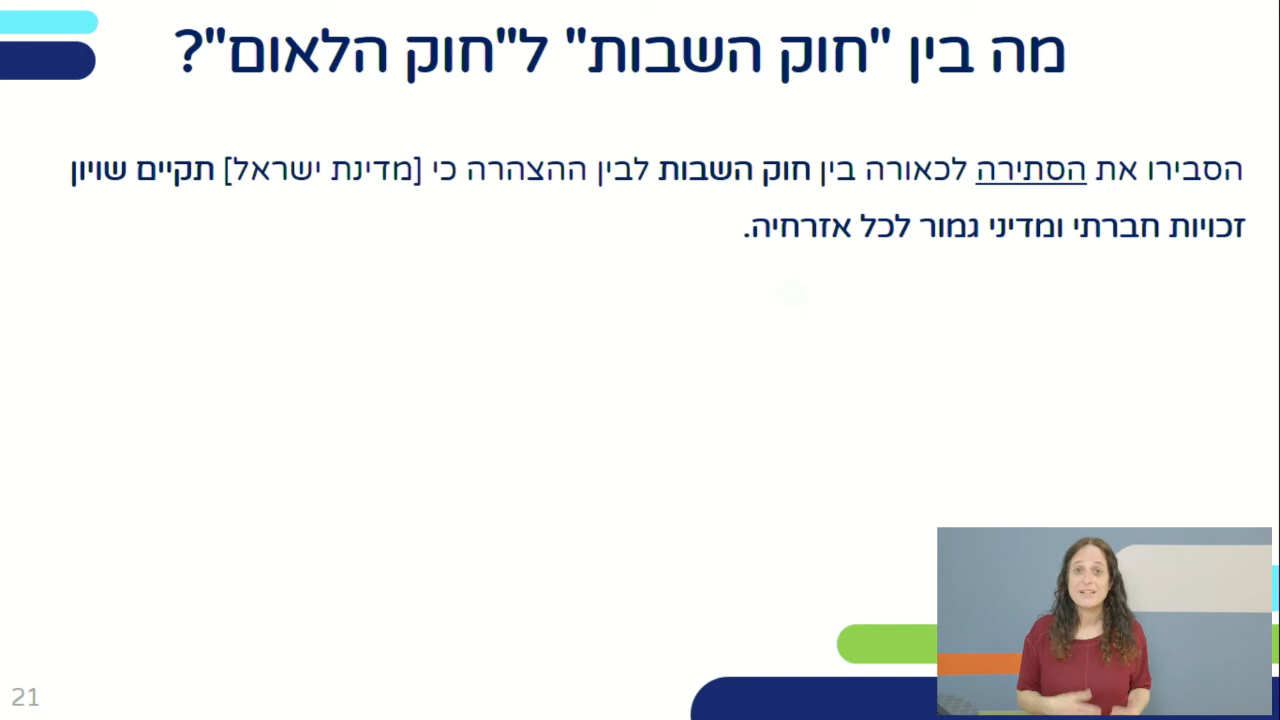 מה בין "חוק השבות" ל"חוק הלאום"?
הסבירו את הסתירה לכאורה בין חוק השבות לבין ההצהרה כי [מדינת ישראל] תקיים שויון
זכויות חברתי ומדיני גמור לכל אזרחיה.
21